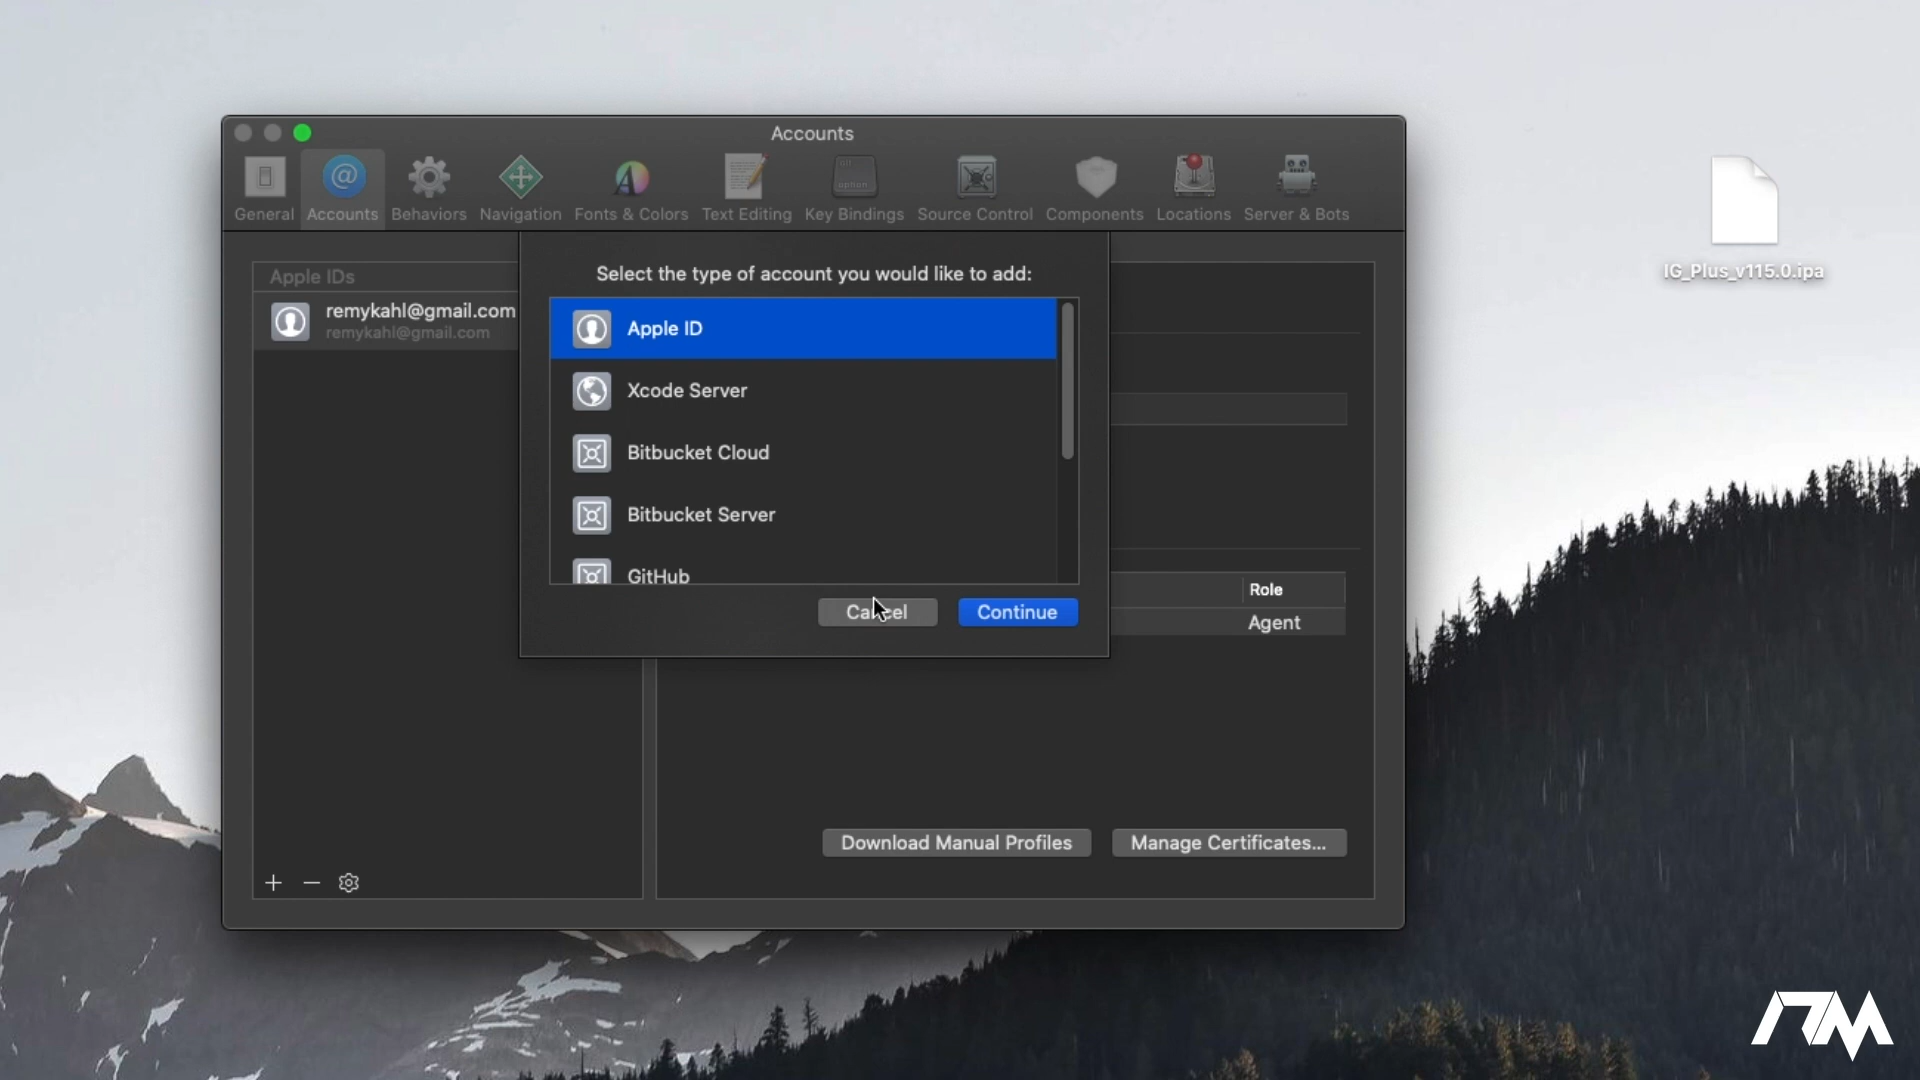 Accounts
General
Accounts
Behaviors
Navigation
Fonts & Colors
Text Editing
Key Bindings
Source Control
Components
Locations
Server & Bots
option
Select the type of account you would like to add:
Apple IDs
remykahl@gmail.com
remykahl@gmail.com
Apple ID
Xcode Server
Bitbucket Cloud
Bitbucket Server
GitHub
Cancel
Continue
Role
Agent
Download Manual Profiles
Manage Certificates...
IG_Plus_v115.0.ipa